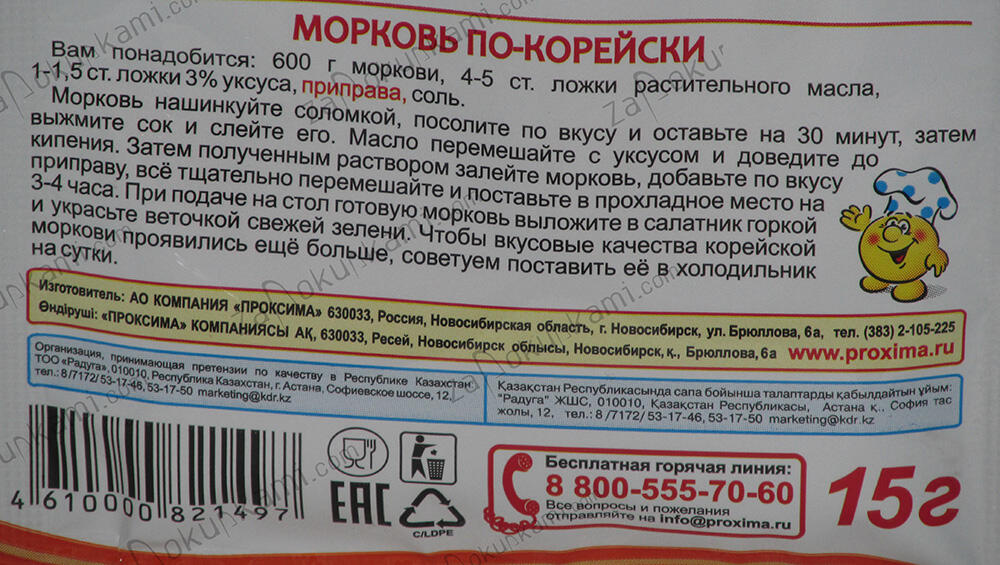 МОРКОВЬ ПО-КОРЕЙСКИ
Вам понадобится: 600 г моркови, 4-5 ст. ложки растительного масла,
1-1,5 ст. ложки 3% уксуса, приправа, соль.
Морковь нашинкуйте соломкой, посолите по вкусу и оставьте на 30 минут, затем
выжмите сок и слейте его. Масло перемешайте с уксусом и доведите до
кипения. Затем полученным раствором залейте морковь, добавьте по вкусу
приправу, всё тщательно перемешайте и поставьте в прохладное место на
3-4 часа. При подаче на стол готовую морковь выложите в салатник горкой
и украсьте веточкой свежей зелени. Чтобы вкусовые качества корейской
моркови проявились ещё больше, советуем поставить её в холодильник
на сутки.
Изготовитель: АО КОМПАНИЯ «ПРОКСИМА» 630033, Россия, Новосибирская область, г. Новосибирск, ул. Брюллова, 6а, тел. (383) 2-105-225
Өндіруші: «ПРОКСИМА» КОМПАНИЯСЫ АҚ, 630033, Ресей, Новосибирск облысы, Новосибирск, қ., Брюллова,6а www.proxima.ru
Организация, принимающая претензии по качеству в Республике Казахстан:
ТОО «Радуга», 010010, Республика Казахстан, г. Астана, Софиевское шоссе, 12,
тел.: 8/7172/ 53-17-46, 53-17-50 marketing@kdr.kz
Қазақстан Республикасында сапа бойынша талаптарды қабылдайтын ұйым:
"Радуга" ЖШС, 010010, Қазақстан Республикасы, Астана қ., София тас
жолы, 12, тел.: 8 /7172/ 53-17-46, 53-17-50 marketing@kdr.kz
4 610000 821497
EAC
C/LDPE
Бесплатная горячая линия:
8 800-555-70-60
Все вопросы и пожелания
отправляйте на info@proxima.ru
15г
zapokupkami.com